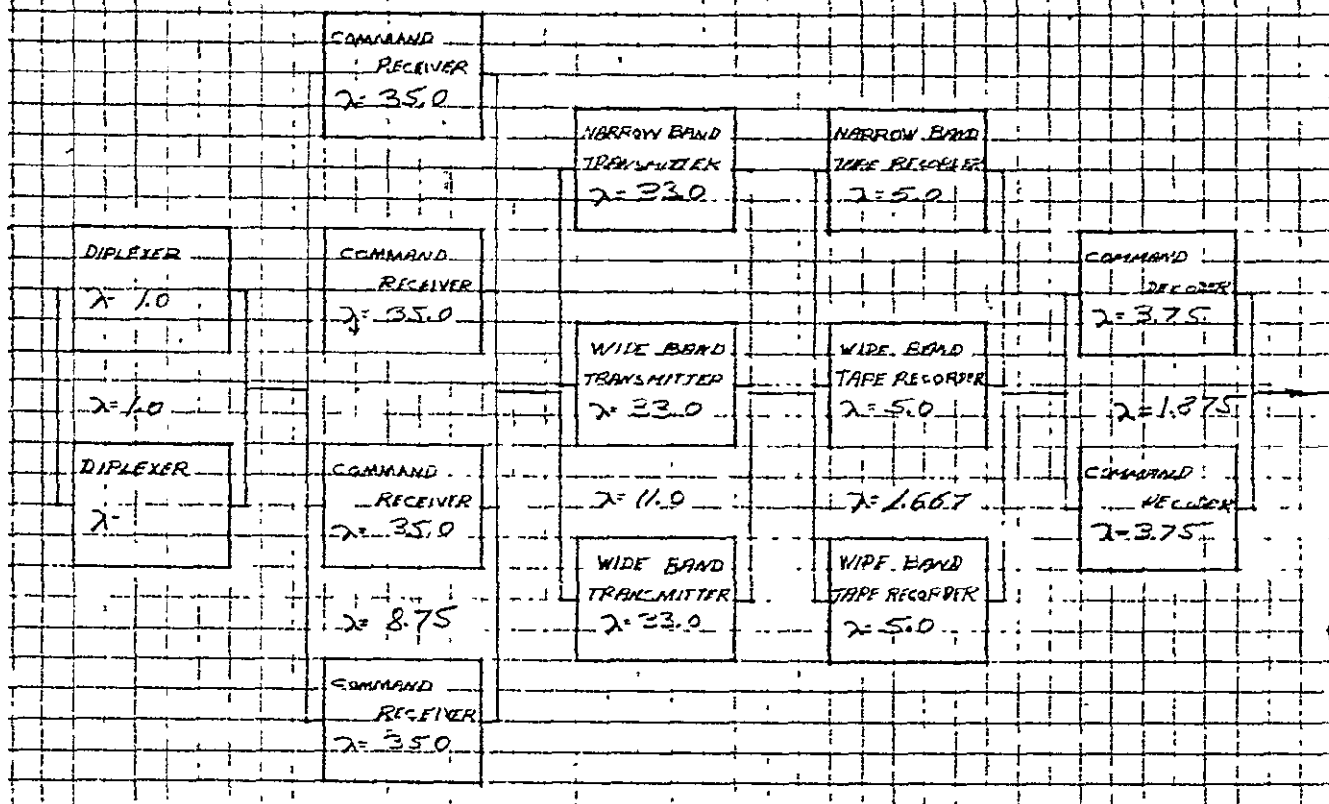 COMMAND
RECEIVER
λ= 35.0
NARROW BAND
TRANSMITTER
λ= 33.0
NARROW BAND
TAPE RECORDER
λ= 5.0
DIPLEXER
λ- 1.0
COMMAND
RECEIVER
λ= 35.0
COMMAND
DECODER
λ= 3.75
WIDE BAND
TRANSMITTER
λ= 33.0
WIDE BAND
TAPE RECORDER
λ= 5.0
λ= 1.0
λ= 1.875
DIPLEXER
λ-
COMMAND
RECEIVER
λ= 35.0
λ= 11.0
λ= 1.667
COMMAND
DECODER
λ= 3.75
WIDE BAND
TRANSMITTER
λ= 33.0
WIDE BAND
TAPE RECORDER
λ= 5.0
λ= 8.75
COMMAND
RECEIVER
λ= 35.0